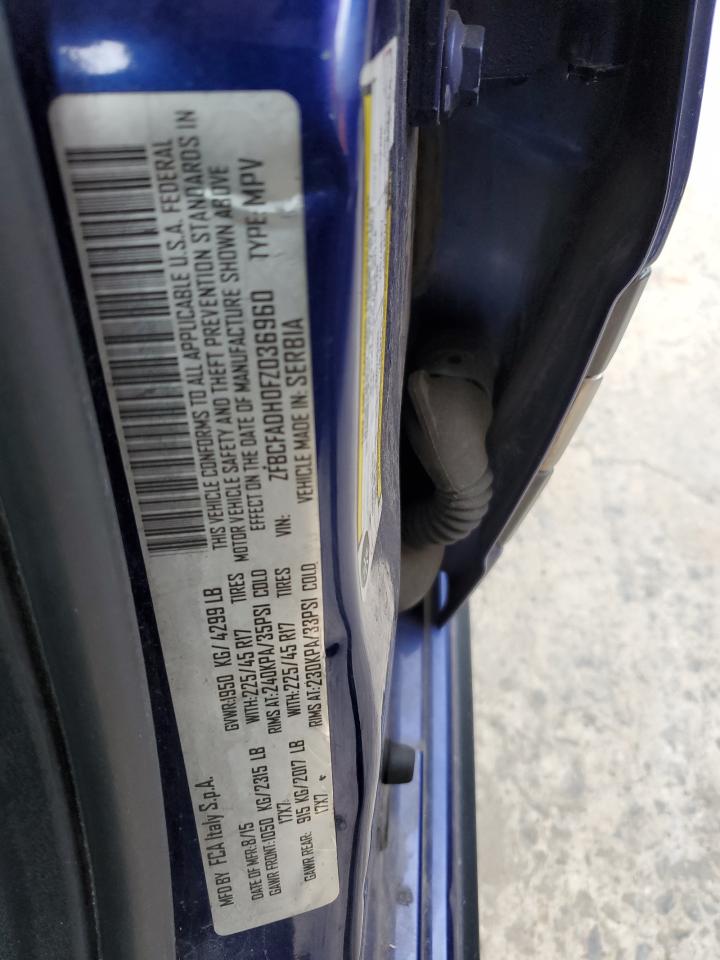 MFD BY FCA Italy S.p.A.
DATE OF MFR:8/15 GVWR:1950 KG/4299 LB
GAWR FRONT:1050 KG/2315 LB WITH:225/45 R17 TIRES
17X7 RIMS AT:240KPA/35PSI COLD
GAWR REAR: 915 KG/2017 LB WITH:225/45 R17 TIRES
17X7 RIMS AT:230KPA/33PSI COLD
THIS VEHICLE CONFORMS TO ALL APPLICABLE U.S.A. FEDERAL
MOTOR VEHICLE SAFETY AND THEFT PREVENTION STANDARDS IN
EFFECT ON THE DATE OF MANUFACTURE SHOWN ABOVE
VIN: ZFBCFADH0FZ036960 TYPE: MPV
VEHICLE MADE IN: SERBIA